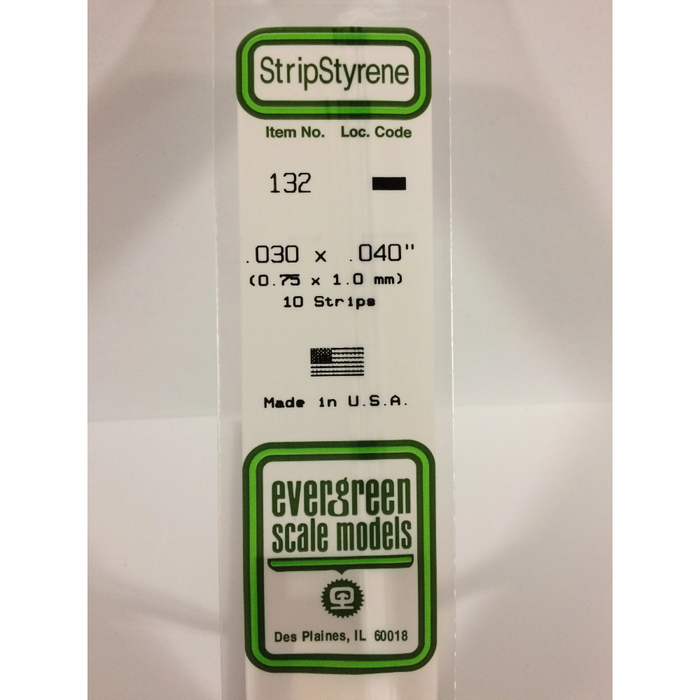 StripStyrene
Item No. Loc. Code
132
.030 x .040"
(0.75 x 1.0 mm)
10 Strips
Made in U.S.A.
evergreen
scale models
Des Plaines, IL 60018